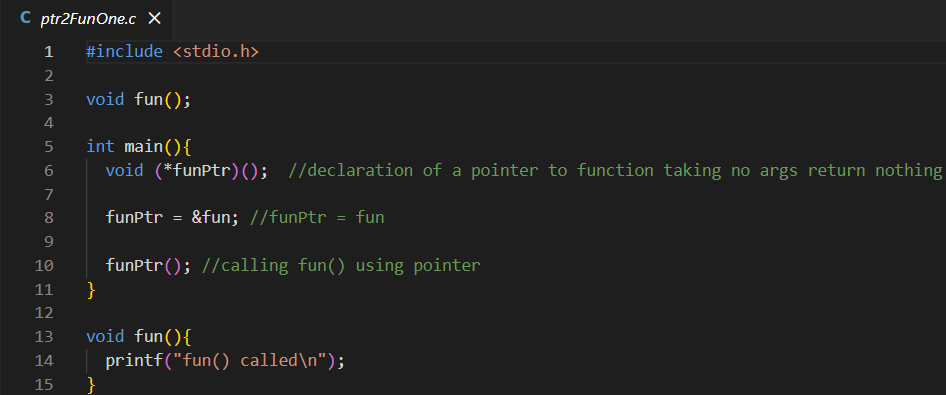 C ptr2FunOne.c ×
1 #include <stdio.h>
2
3 void fun();
4
5 int main(){
6   void (*funPtr)();  //declaration of a pointer to function taking no args return nothing
7
8   funPtr = &fun; //funPtr = fun
9
10   funPtr(); //calling fun() using pointer
11 }
12
13 void fun(){
14   printf("fun() called\n");
15 }